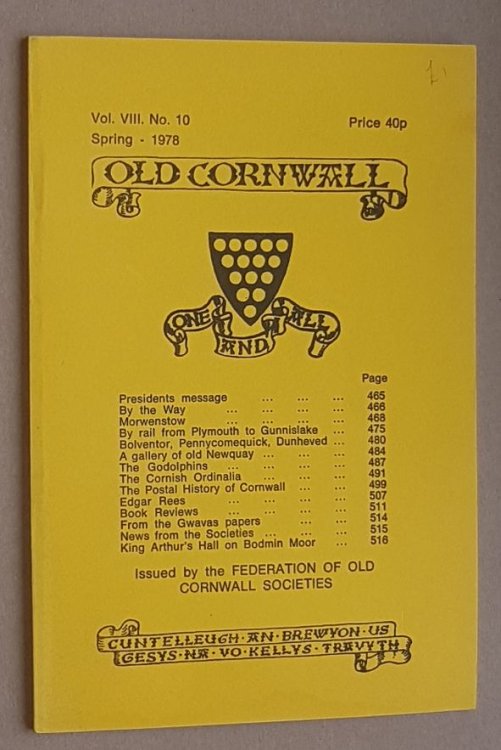 £1
Vol. VIII. No. 10 Price 40p
Spring - 1978
OLD CORNWALL
ONE AND ALL
Page
Presidents message ... ... ... 465
By the Way ... ... ... 466
Morwenstow ... ... ... 468
By rail from Plymouth to Gunnislake ... 475
Bolventor, Pennycomequick, Dunheved ... 480
A gallery of old Newquay ... ... 484
The Godolphins ... ... ... 487
The Cornish Ordinalia ... ... 491
The Postal History of Cornwall ... ... 499
Edgar Rees ... ... ... 507
Book Reviews ... ... ... 511
From the Gwavas papers ... ... 514
News from the Societies ... ... ... 515
King Arthur's Hall on Bodmin Moor ... 516
Issued by the FEDERATION OF OLD
CORNWALL SOCIETIES
CUNTELLEUGH·AN·BREWYON·US
GESYS·NA·VO·KELLYS·TRAVYTH